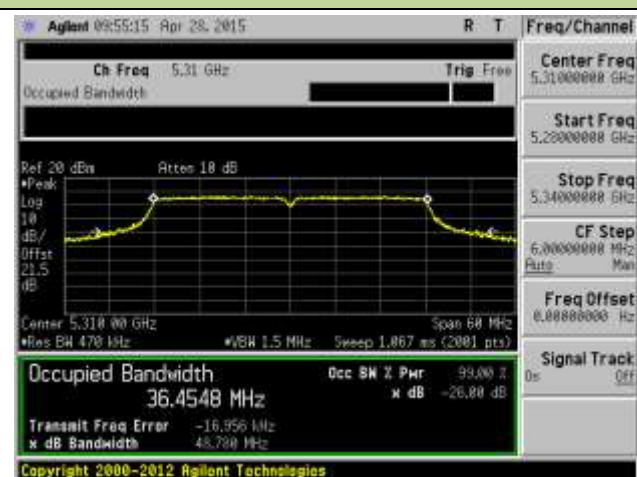 Agilent 09:55:15 Apr 28, 2015 R T
Freq/Channel
Ch Freq 5.31 GHz Trig Free
Occupied Bandwidth
Center Freq
5.31000000 GHz
Start Freq
5.28000000 GHz
Stop Freq
5.34000000 GHz
CF Step
6.00000000 MHz
Auto Man
Freq Offset
0.00000000 Hz
Signal Track
On Off
Ref 20 dBm Atten 10 dB
•Peak
Log
10
dB/
Offst
21.5
dB
Center 5.310 00 GHz Span 60 MHz
•Res BW 470 kHz •VBW 1.5 MHz Sweep 1.067 ms (2001 pts)
Occupied Bandwidth
36.4548 MHz
Occ BW % Pwr 99.00 %
x dB -26.00 dB
Transmit Freq Error -16.956 kHz
x dB Bandwidth 48.780 MHz
Copyright 2000-2012 Agilent Technologies